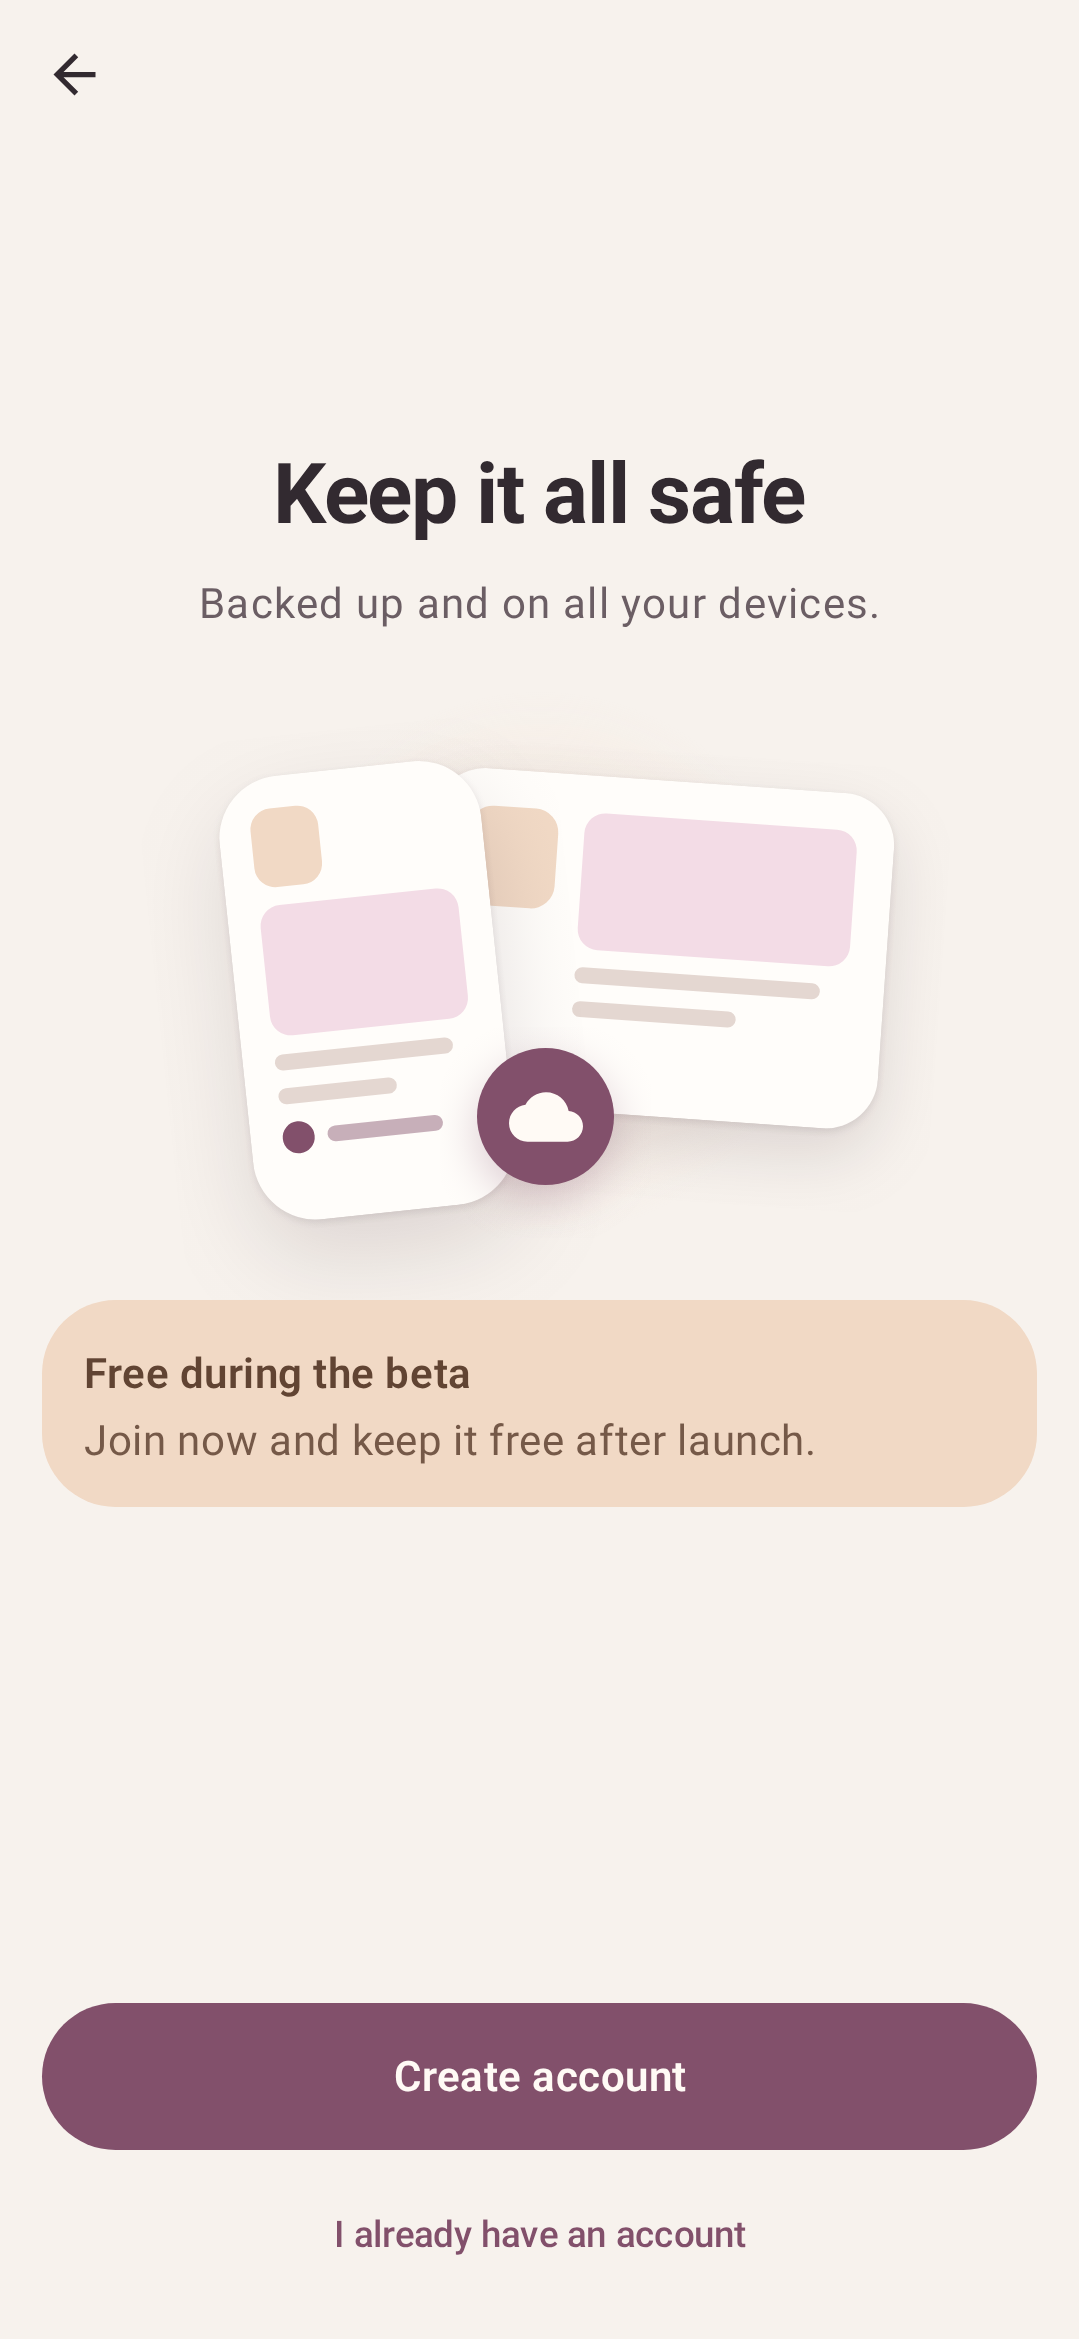 Keep it all safe
Backed up and on all your devices.
Free during the beta
Join now and keep it free after launch.
Create account
I already have an account